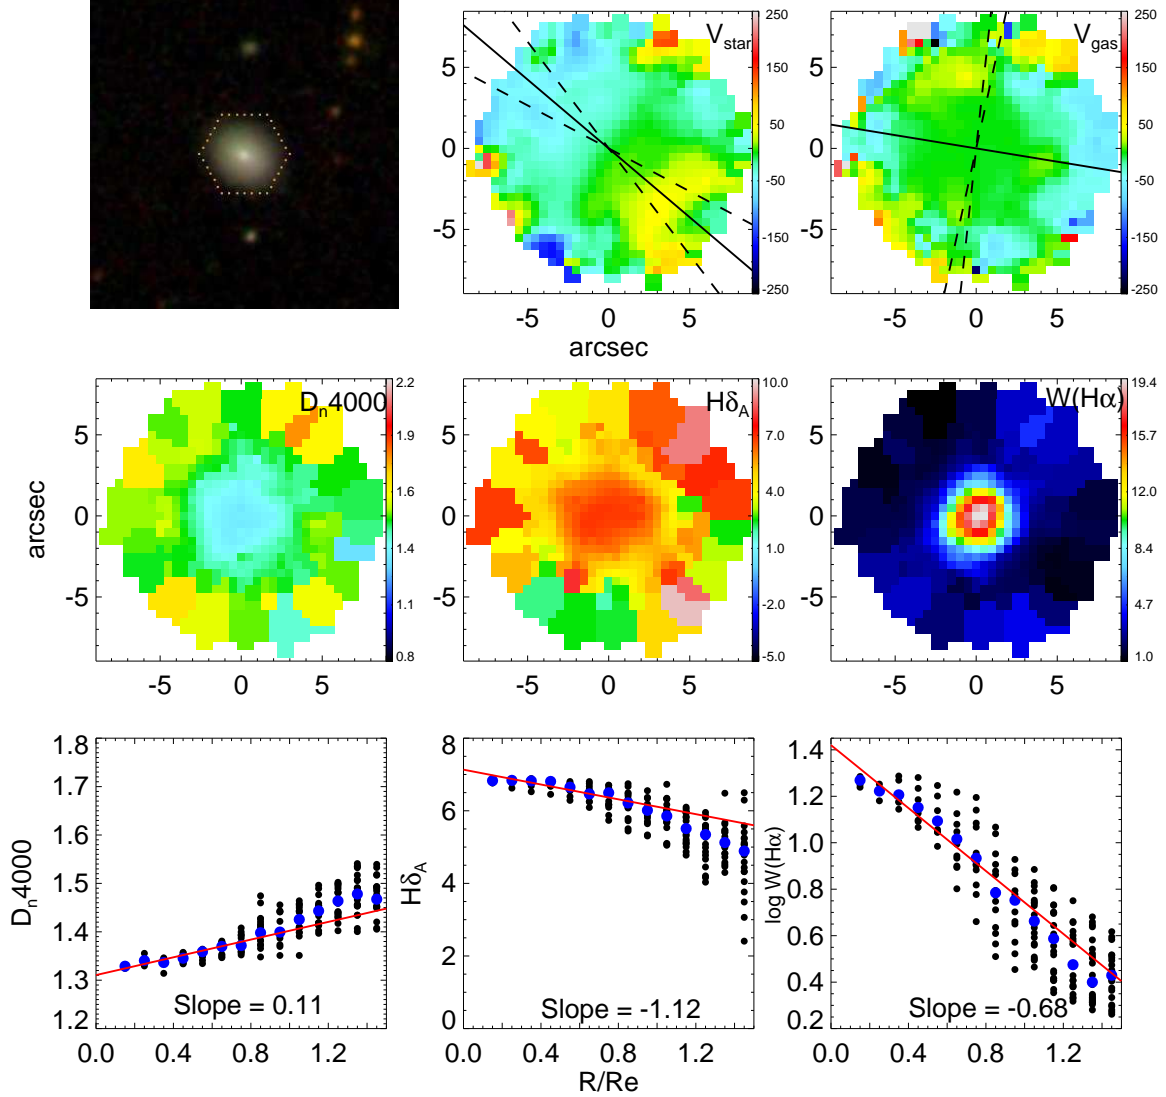 V_star
250
150
50
-50
-150
-250
5
0
-5
-5 0 5
arcsec
V_gas
250
150
50
-50
-150
-250
5
0
-5
-5 0 5
D_n4000
2.2
1.9
1.6
1.4
1.1
0.8
arcsec
5
0
-5
-5 0 5
Hδ_A
10.0
7.0
4.0
1.0
-2.0
-5.0
5
0
-5
-5 0 5
W(Hα)
19.4
15.7
12.0
8.4
4.7
1.0
5
0
-5
-5 0 5
D_n4000
1.8
1.7
1.6
1.5
1.4
1.3
1.2
Slope = 0.11
0.0 0.4 0.8 1.2
Hδ_A
8
6
4
2
0
Slope = -1.12
0.0 0.4 0.8 1.2
R/Re
log W(Hα)
1.4
1.2
1.0
0.8
0.6
0.4
0.2
Slope = -0.68
0.0 0.4 0.8 1.2